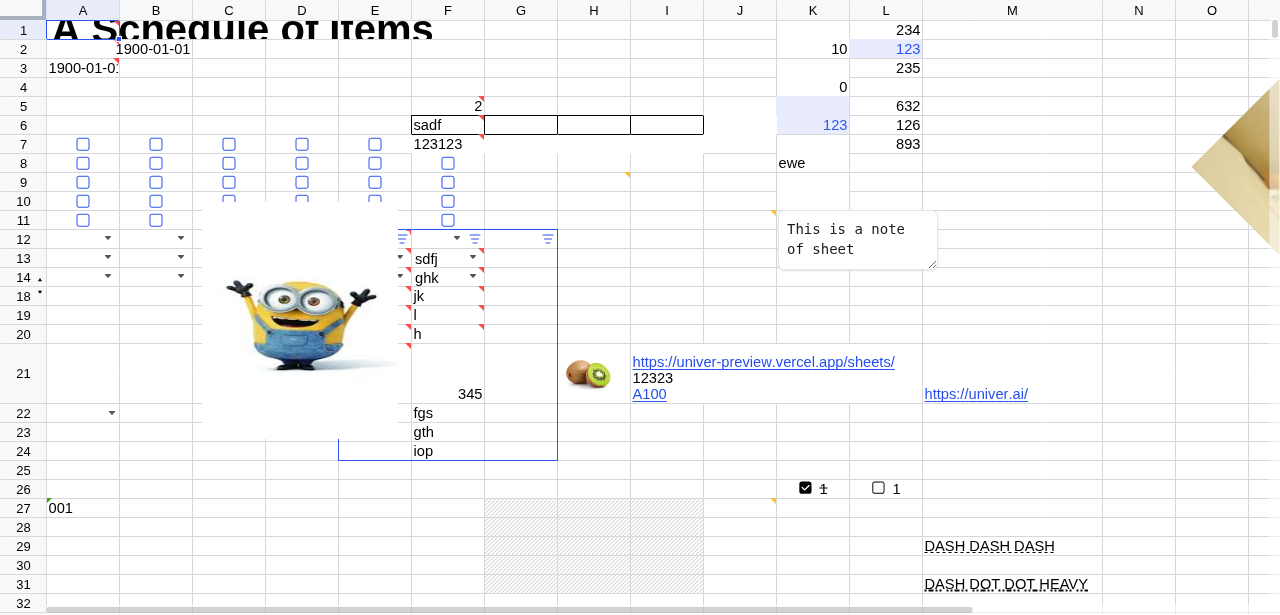 A B C D E F G H I J K L M N O
1 A Schedule of Items 234
2 1900-01-01 10 123
3 1900-01-01 235
4 0
5 2 632
6 sadf 123 126
7 123123 893
8 ewe
9
10
11
This is a note
of sheet
12
13 sdfj
14 ghk
18 jk
19 l
20 h
https://univer-preview.vercel.app/sheets/
21 12323
345 A100 https://univer.ai/
22 fgs
23 gth
24 iop
25
26 1 1
27 001
28
29 DASH DASH DASH
30
31 DASH DOT DOT HEAVY
32